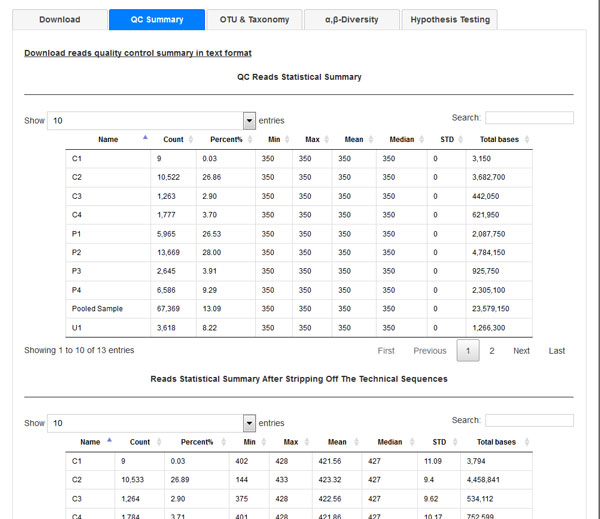 Download QC Summary OTU & Taxonomy α,β-Diversity Hypothesis Testing
Download reads quality control summary in text format
QC Reads Statistical Summary
Show 10 entries Search:
Name Count Percent% Min Max Mean Median STD Total bases
C1 9 0.03 350 350 350 350 0 3,150
C2 10,522 26.86 350 350 350 350 0 3,682,700
C3 1,263 2.90 350 350 350 350 0 442,050
C4 1,777 3.70 350 350 350 350 0 621,950
P1 5,965 26.53 350 350 350 350 0 2,087,750
P2 13,669 28.00 350 350 350 350 0 4,784,150
P3 2,645 3.91 350 350 350 350 0 925,750
P4 6,586 9.29 350 350 350 350 0 2,305,100
Pooled Sample 67,369 13.09 350 350 350 350 0 23,579,150
U1 3,618 8.22 350 350 350 350 0 1,266,300
Showing 1 to 10 of 13 entries First Previous 1 2 Next Last
Reads Statistical Summary After Stripping Off The Technical Sequences
Show 10 entries Search:
Name Count Percent% Min Max Mean Median STD Total bases
C1 9 0.03 402 428 421.56 427 11.09 3,794
C2 10,533 26.89 144 433 423.32 427 9.4 4,458,841
C3 1,264 2.90 375 428 422.56 427 9.62 534,112
C4 1,784 3.71 401 428 421.86 427 10.17 752,599